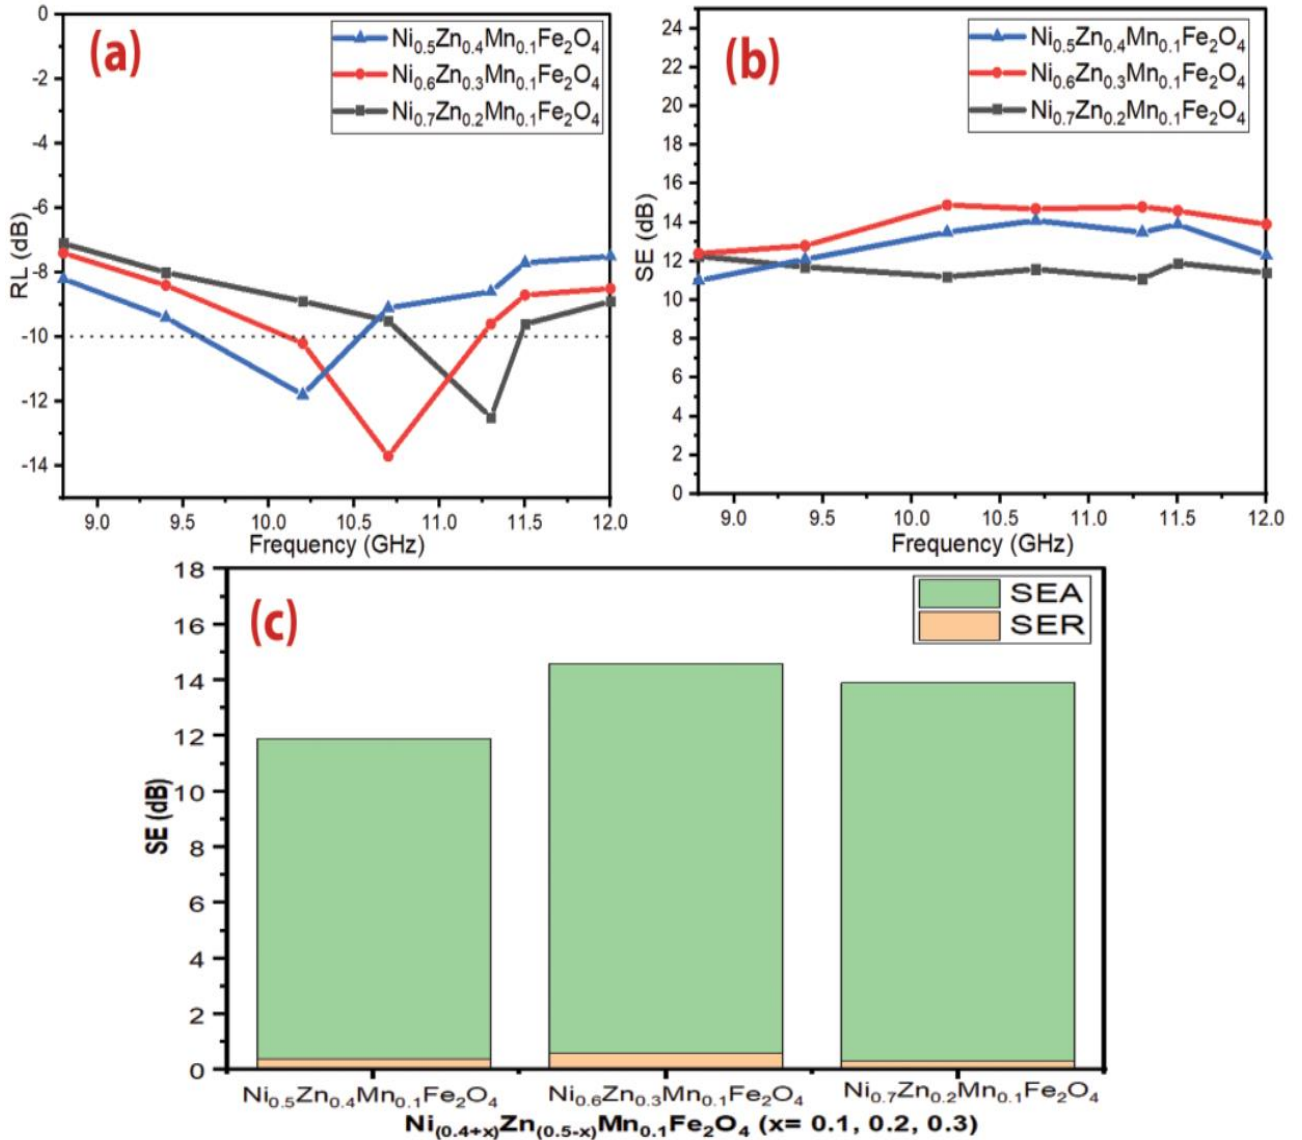 (a)
Ni0.5Zn0.4Mn0.1Fe2O4
Ni0.6Zn0.3Mn0.1Fe2O4
Ni0.7Zn0.2Mn0.1Fe2O4
0
-2
-4
-6
-8
-10
-12
-14
RL (dB)
9.0 9.5 10.0 10.5 11.0 11.5 12.0
Frequency (GHz)
(b)
Ni0.5Zn0.4Mn0.1Fe2O4
Ni0.6Zn0.3Mn0.1Fe2O4
Ni0.7Zn0.2Mn0.1Fe2O4
24
22
20
18
16
14
12
10
8
6
4
2
0
SE (dB)
9.0 9.5 10.0 10.5 11.0 11.5 12.0
Frequency (GHz)
(c)
SEA
SER
18
16
14
12
10
8
6
4
2
0
SE (dB)
Ni0.5Zn0.4Mn0.1Fe2O4 Ni0.6Zn0.3Mn0.1Fe2O4 Ni0.7Zn0.2Mn0.1Fe2O4
Ni(0.4+x)Zn(0.5-x)Mn0.1Fe2O4 (x= 0.1, 0.2, 0.3)